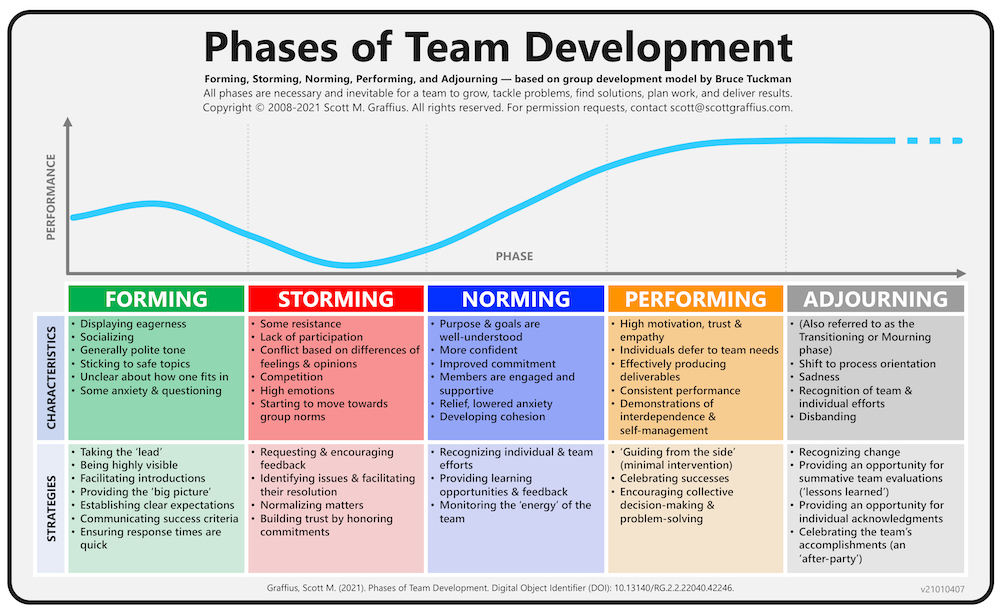 Phases of Team Development
Forming, Storming, Norming, Performing, and Adjourning — based on group development model by Bruce Tuckman
All phases are necessary and inevitable for a team to grow, tackle problems, find solutions, plan work, and deliver results.
Copyright © 2008-2021 Scott M. Graffius. All rights reserved. For permission requests, contact scott@scottgraffius.com.
PERFORMANCE
PHASE
FORMING
STORMING
NORMING
PERFORMING
ADJOURNING
CHARACTERISTICS
• Displaying eagerness
• Socializing
• Generally polite tone
• Sticking to safe topics
• Unclear about how one fits in
• Some anxiety & questioning
• Some resistance
• Lack of participation
• Conflict based on differences of
feelings & opinions
• Competition
• High emotions
• Starting to move towards
group norms
• Purpose & goals are
well-understood
• More confident
• Improved commitment
• Members are engaged and
supportive
• Relief, lowered anxiety
• Developing cohesion
• High motivation, trust &
empathy
• Individuals defer to team needs
• Effectively producing
deliverables
• Consistent performance
• Demonstrations of
interdependence &
self-management
• (Also referred to as the
Transitioning or Mourning
phase)
• Shift to process orientation
• Sadness
• Recognition of team &
individual efforts
• Disbanding
STRATEGIES
• Taking the ‘lead’
• Being highly visible
• Facilitating introductions
• Providing the ‘big picture’
• Establishing clear expectations
• Communicating success criteria
• Ensuring response times are
quick
• Requesting & encouraging
feedback
• Identifying issues & facilitating
their resolution
• Normalizing matters
• Building trust by honoring
commitments
• Recognizing individual & team
efforts
• Providing learning
opportunities & feedback
• Monitoring the ‘energy’ of the
team
• ‘Guiding from the side’
(minimal intervention)
• Celebrating successes
• Encouraging collective
decision-making &
problem-solving
• Recognizing change
• Providing an opportunity for
summative team evaluations
(‘lessons learned’)
• Providing an opportunity for
individual acknowledgments
• Celebrating the team’s
accomplishments (an
‘after-party’)
Graffius, Scott M. (2021). Phases of Team Development. Digital Object Identifier (DOI): 10.13140/RG.2.2.22040.42246.
v21010407